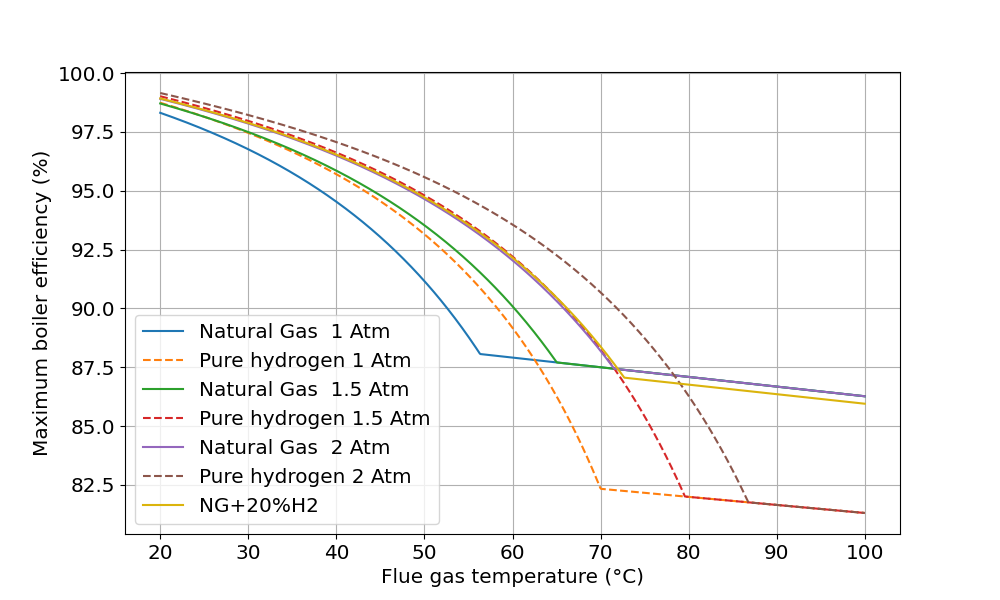 100.0
97.5
95.0
92.5
90.0
87.5
85.0
82.5
Maximum boiler efficiency (%)
Natural Gas  1 Atm
Pure hydrogen 1 Atm
Natural Gas  1.5 Atm
Pure hydrogen 1.5 Atm
Natural Gas  2 Atm
Pure hydrogen 2 Atm
NG+20%H2
20 30 40 50 60 70 80 90 100
Flue gas temperature (°C)